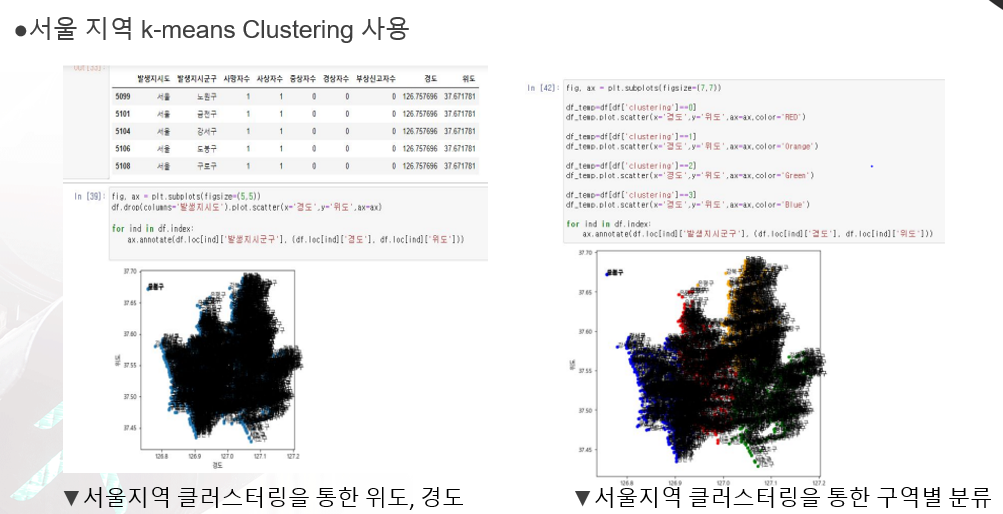 ●서울 지역 k-means Clustering 사용
발생지시도 발생지시군구 사망자수 사상자수 중상자수 경상자수 부상신고자수 경도 위도
5099 서울 노원구 1 1 0 0 0 126.757696 37.671781
5101 서울 금천구 1 1 0 0 0 126.757696 37.671781
5104 서울 강서구 1 1 0 0 0 126.757696 37.671781
5106 서울 도봉구 1 1 0 0 0 126.757696 37.671781
5108 서울 구로구 1 1 0 0 0 126.757696 37.671781
In [39]: fig, ax = plt.subplots(figsize=(5,5))
df.drop(columns='발생지시도').plot.scatter(x='경도',y='위도',ax=ax)
for ind in df.index:
ax.annotate(df.loc[ind]['발생지시군구'], (df.loc[ind]['경도'], df.loc[ind]['위도']))
37.70
37.65
37.60
37.55
37.50
37.45
위도
126.8 126.9 127.0 127.1 127.2
경도
▼서울지역 클러스터링을 통한 위도, 경도
In [42]: fig, ax = plt.subplots(figsize=(7,7))
df_temp=df[df['clustering']==0]
df_temp.plot.scatter(x='경도',y='위도',ax=ax,color='RED')
df_temp=df[df['clustering']==1]
df_temp.plot.scatter(x='경도',y='위도',ax=ax,color='Orange')
df_temp=df[df['clustering']==2]
df_temp.plot.scatter(x='경도',y='위도',ax=ax,color='Green')
df_temp=df[df['clustering']==3]
df_temp.plot.scatter(x='경도',y='위도',ax=ax,color='Blue')
for ind in df.index:
ax.annotate(df.loc[ind]['발생지시군구'], (df.loc[ind]['경도'], df.loc[ind]['위도']))
37.70
37.65
37.60
37.55
37.50
37.45
위도
126.8 126.9 127.0 127.1 127.2
▼서울지역 클러스터링을 통한 구역별 분류